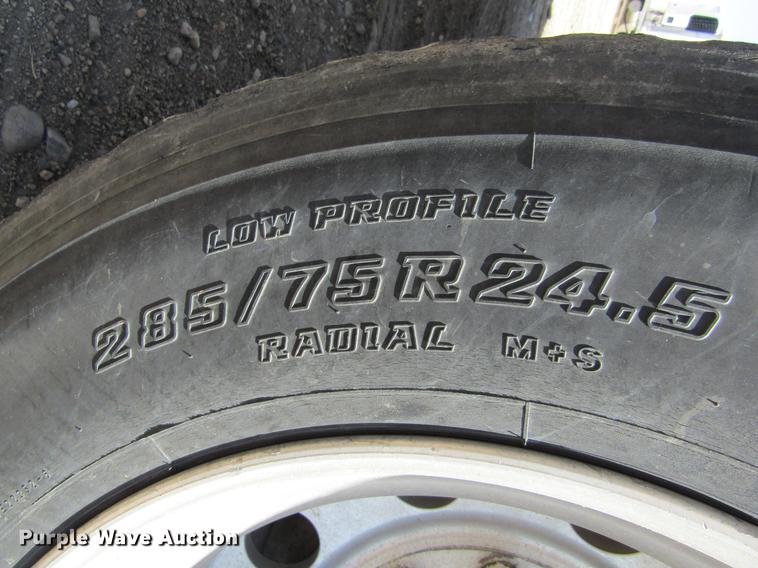 LOW PROFILE
285/75R24.5
RADIAL M+S
Purple Wave Auction